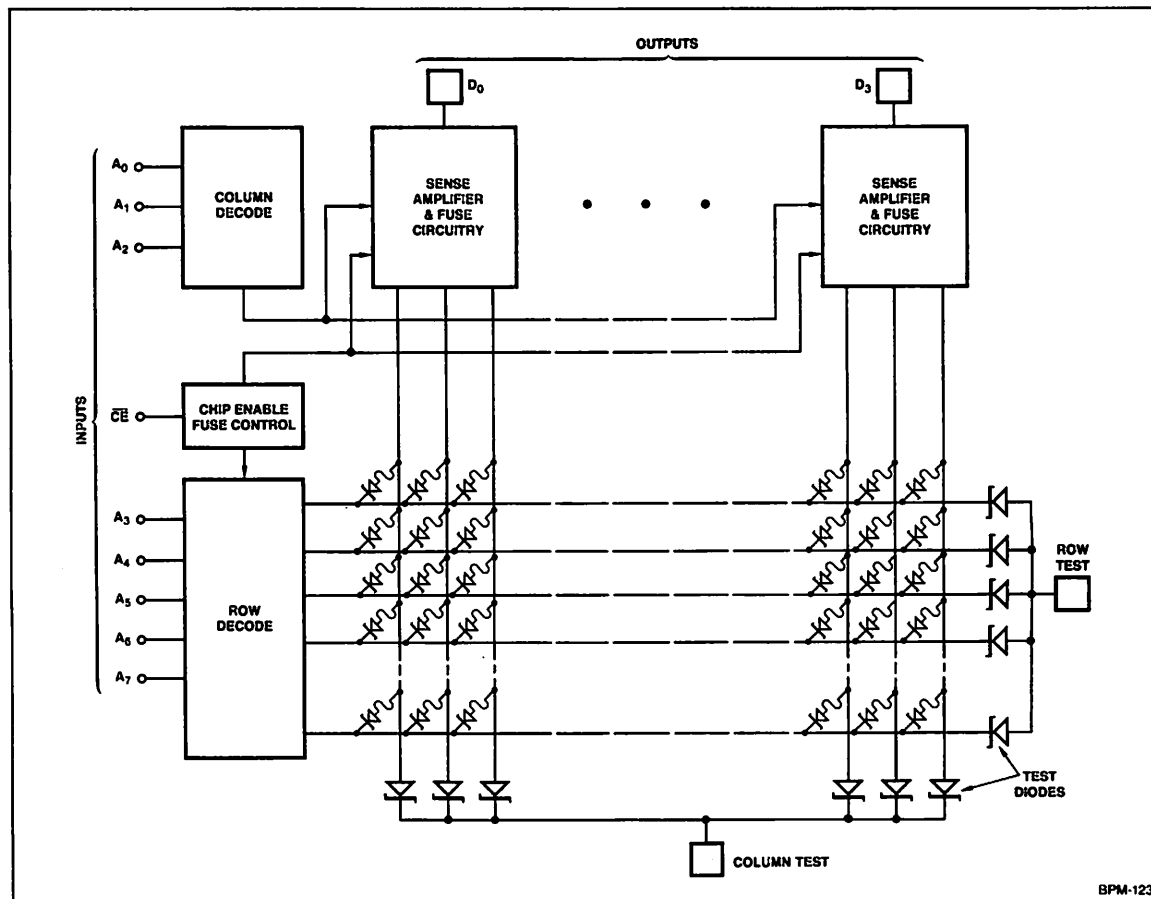 OUTPUTS
D0
D3
A0
A1
A2
COLUMN
DECODE
SENSE
AMPLIFIER
& FUSE
CIRCUITRY
SENSE
AMPLIFIER
& FUSE
CIRCUITRY
INPUTS
CE
CHIP ENABLE
FUSE CONTROL
A3
A4
A5
A6
A7
ROW
DECODE
ROW
TEST
TEST
DIODES
COLUMN TEST
BPM-123